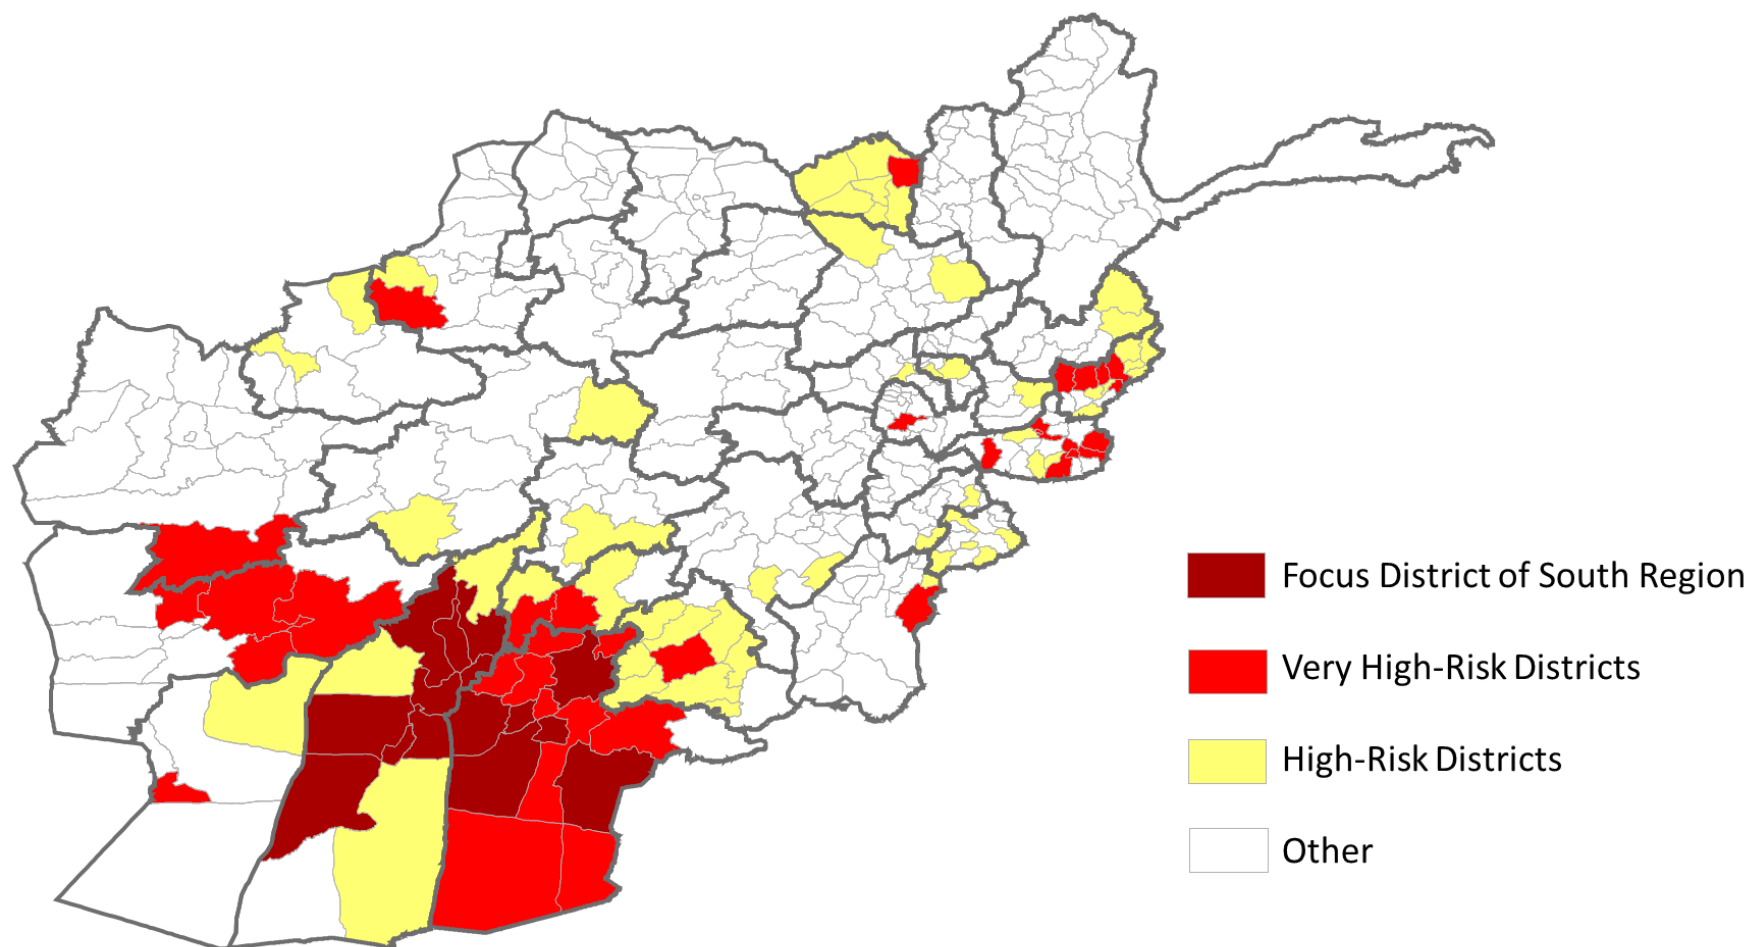 Focus District of South Region
Very High-Risk Districts
High-Risk Districts
Other